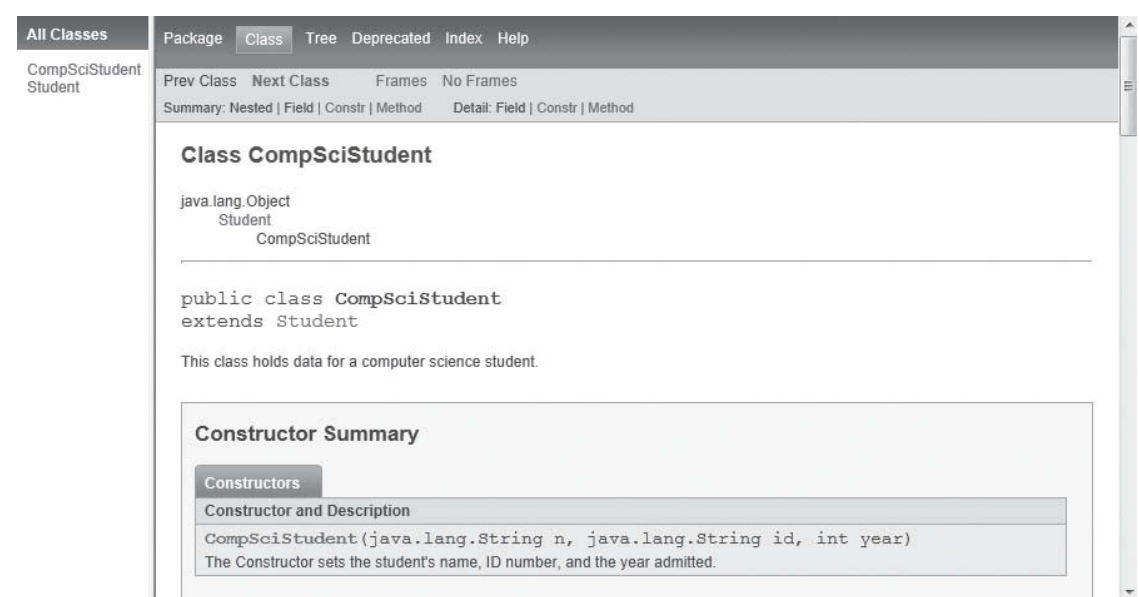 All Classes
CompSciStudent
Student
Package Class Tree Deprecated Index Help
Prev Class Next Class Frames No Frames
Summary: Nested | Field | Constr | Method Detail: Field | Constr | Method
Class CompSciStudent
java.lang.Object
Student
CompSciStudent
public class CompSciStudent
extends Student
This class holds data for a computer science student.
Constructor Summary
Constructors
Constructor and Description
CompSciStudent(java.lang.String n, java.lang.String id, int year)
The Constructor sets the student's name, ID number, and the year admitted.